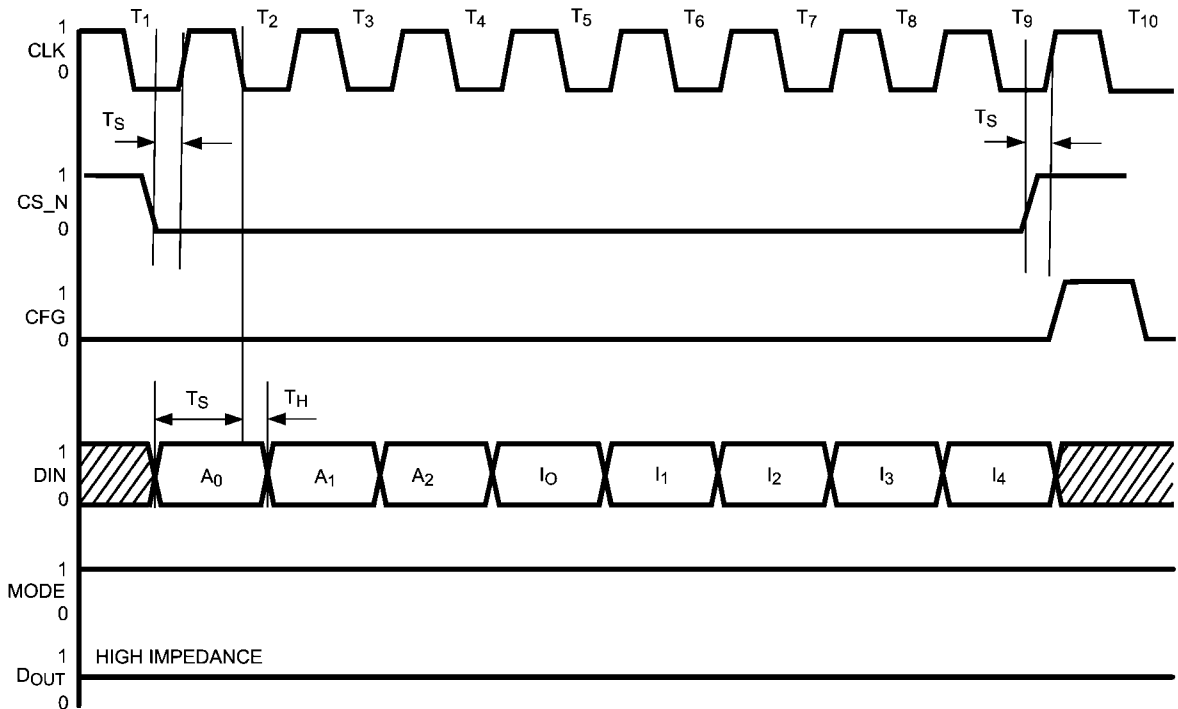 T1 T2 T3 T4 T5 T6 T7 T8 T9 T10
1
CLK
0
TS TS
1
CS_N
0
1
CFG
0
TS TH
1
DIN
0
A0 A1 A2 IO I1 I2 I3 I4
1
MODE
0
1
HIGH IMPEDANCE
DOUT
0